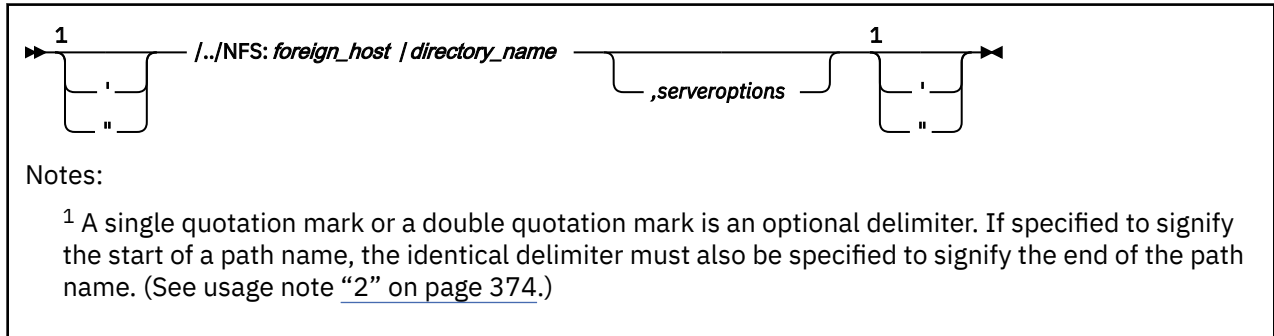 1 1
/../NFS: foreign_host / directory_name
' ,serveroptions '
" "
Notes:
1 A single quotation mark or a double quotation mark is an optional delimiter. If specified to signify
the start of a path name, the identical delimiter must also be specified to signify the end of the path
name. (See usage note “2” on page 374.)